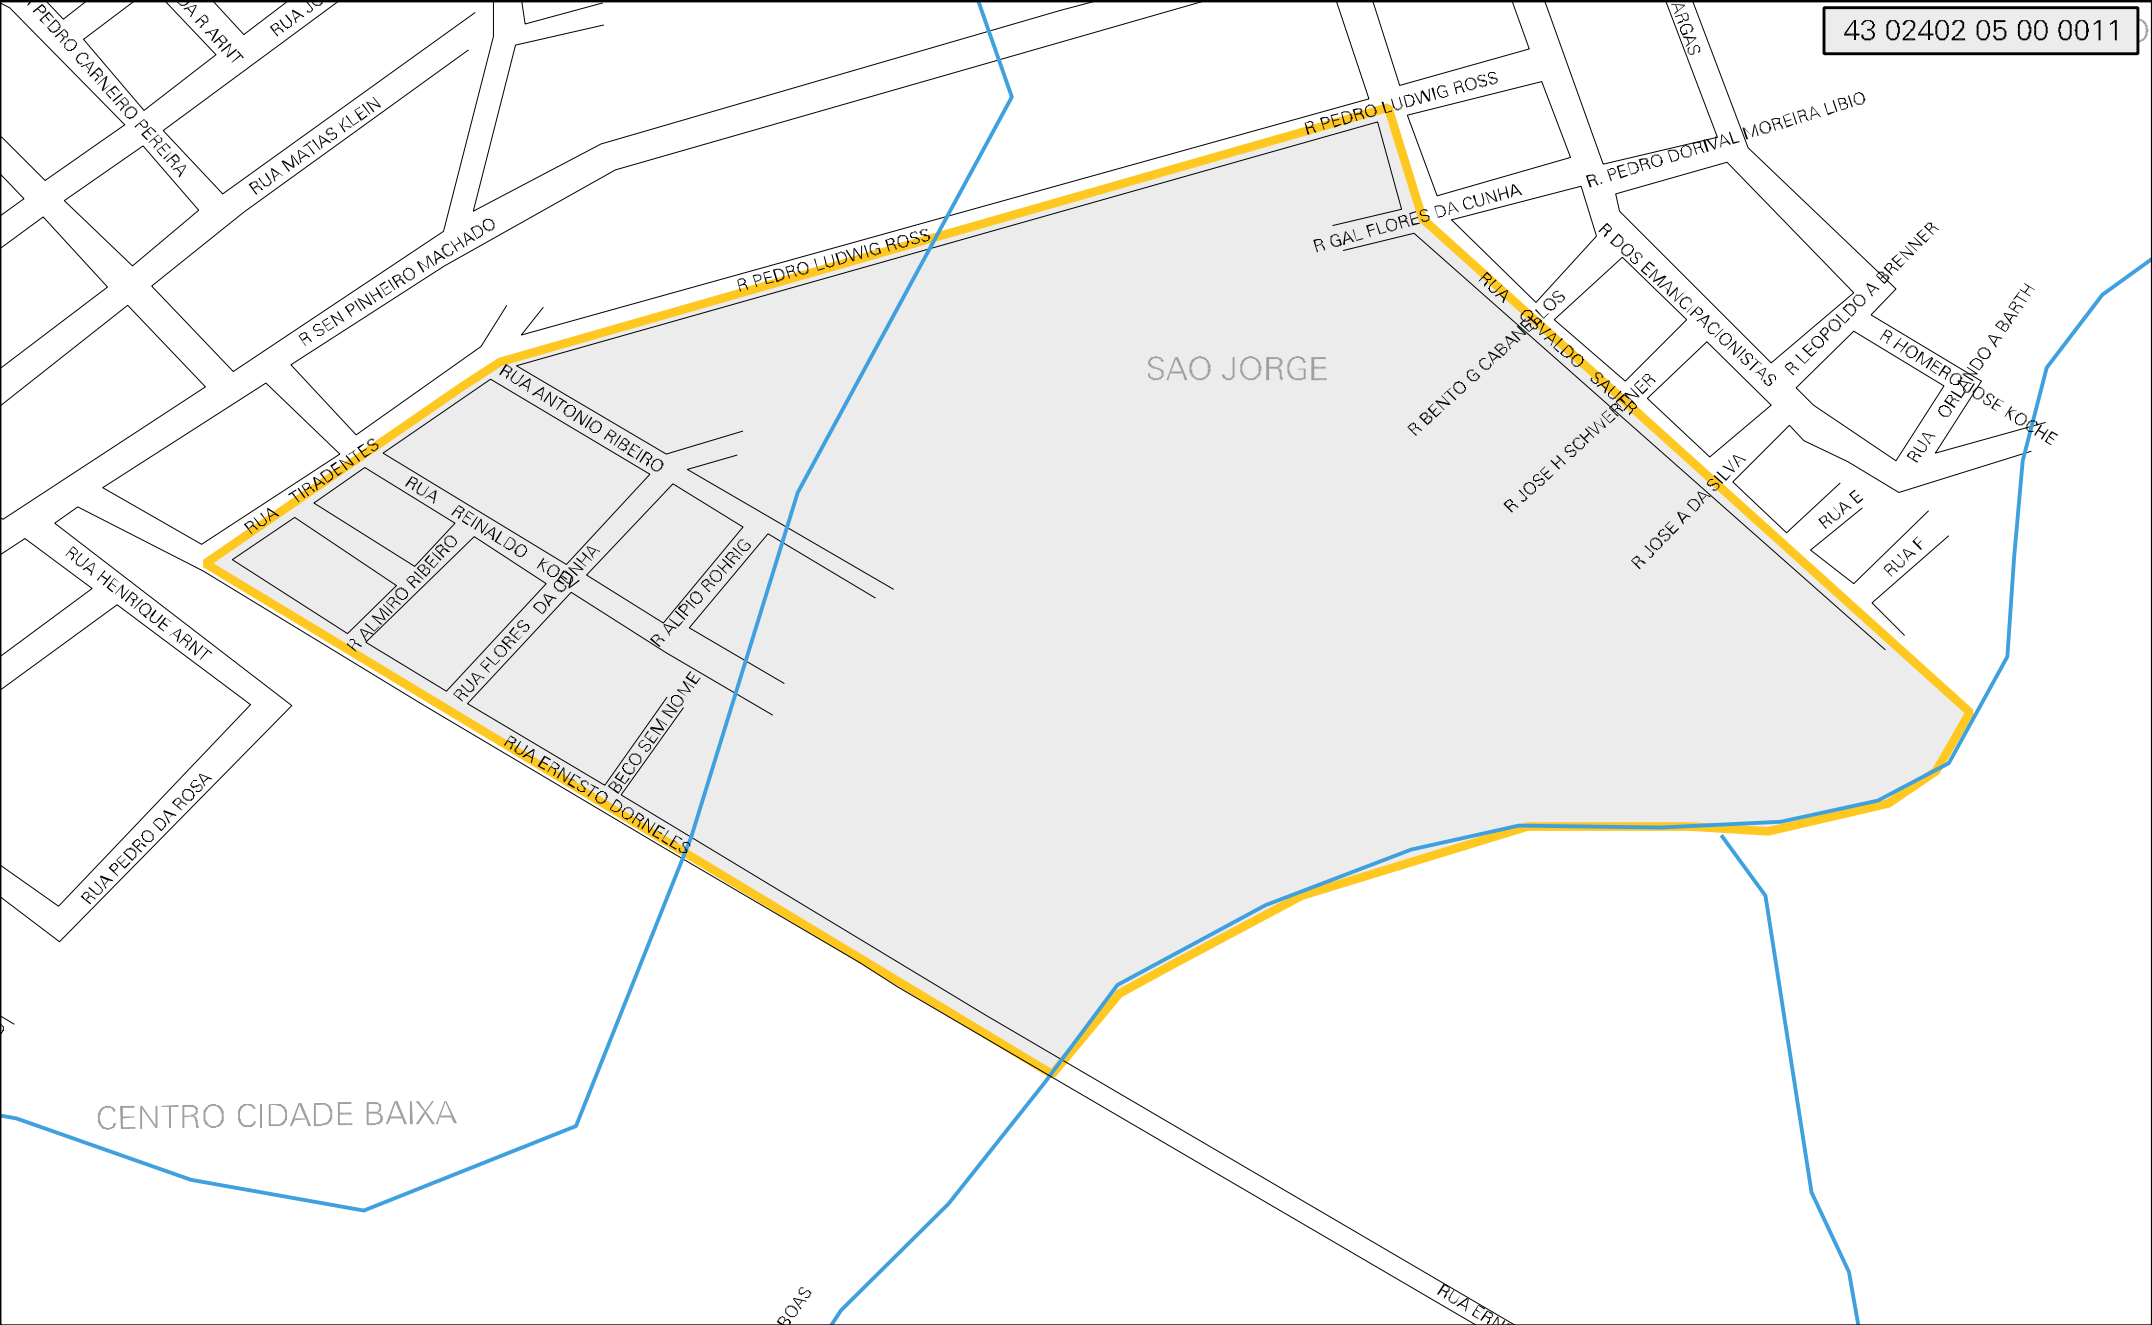 43 02402 05 00 0011
PEDRO CARNEIRO PEREIRA
DA R ARNT
RUA MATIAS KLEIN
R SEN PINHEIRO MACHADO
R PEDRO LUDWIG ROSS
R PEDRO LUDWIG ROSS
R. PEDRO DORIVAL MOREIRA LIBIO
R GAL FLORES DA CUNHA
R DOS EMANCIPACIONISTAS
R LEOPOLDO A BRENNER
R HOMERO JOSE KOCHE
RUA ORLANDO A BARTH
RUA OSVALDO SAUER
R BENTO G CABANELLOS
R JOSE H SCHWERTNER
R JOSE A DA SILVA
RUA E
RUA F
SAO JORGE
RUA TIRADENTES
RUA ANTONIO RIBEIRO
RUA REINALDO
R ALMIRO RIBEIRO
RUA FLORES DA CUNHA
R ALIPIO ROHRIG
BECO SEM NOME
RUA ERNESTO DORNELES
RUA HENRIQUE ARNT
RUA PEDRO DA ROSA
CENTRO CIDADE BAIXA
BOAS